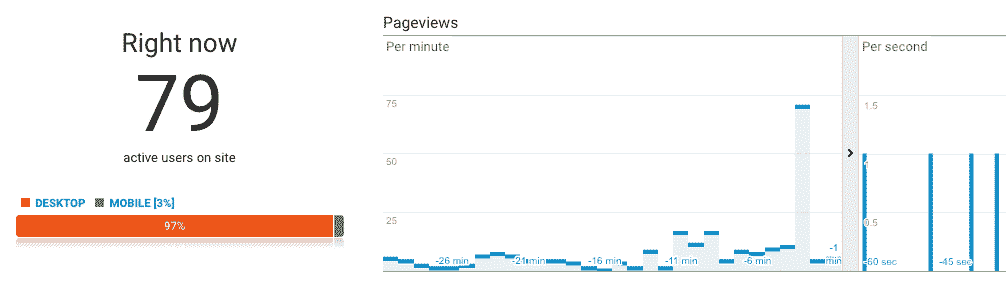 Right now
79
active users on site
DESKTOP MOBILE [3%]
97%
Pageviews
Per minute
75
50
25
-26 min
-21 min
-16 min
-11 min
-6 min
-1
min
Per second
1.5
0.5
-60 sec
-45 sec